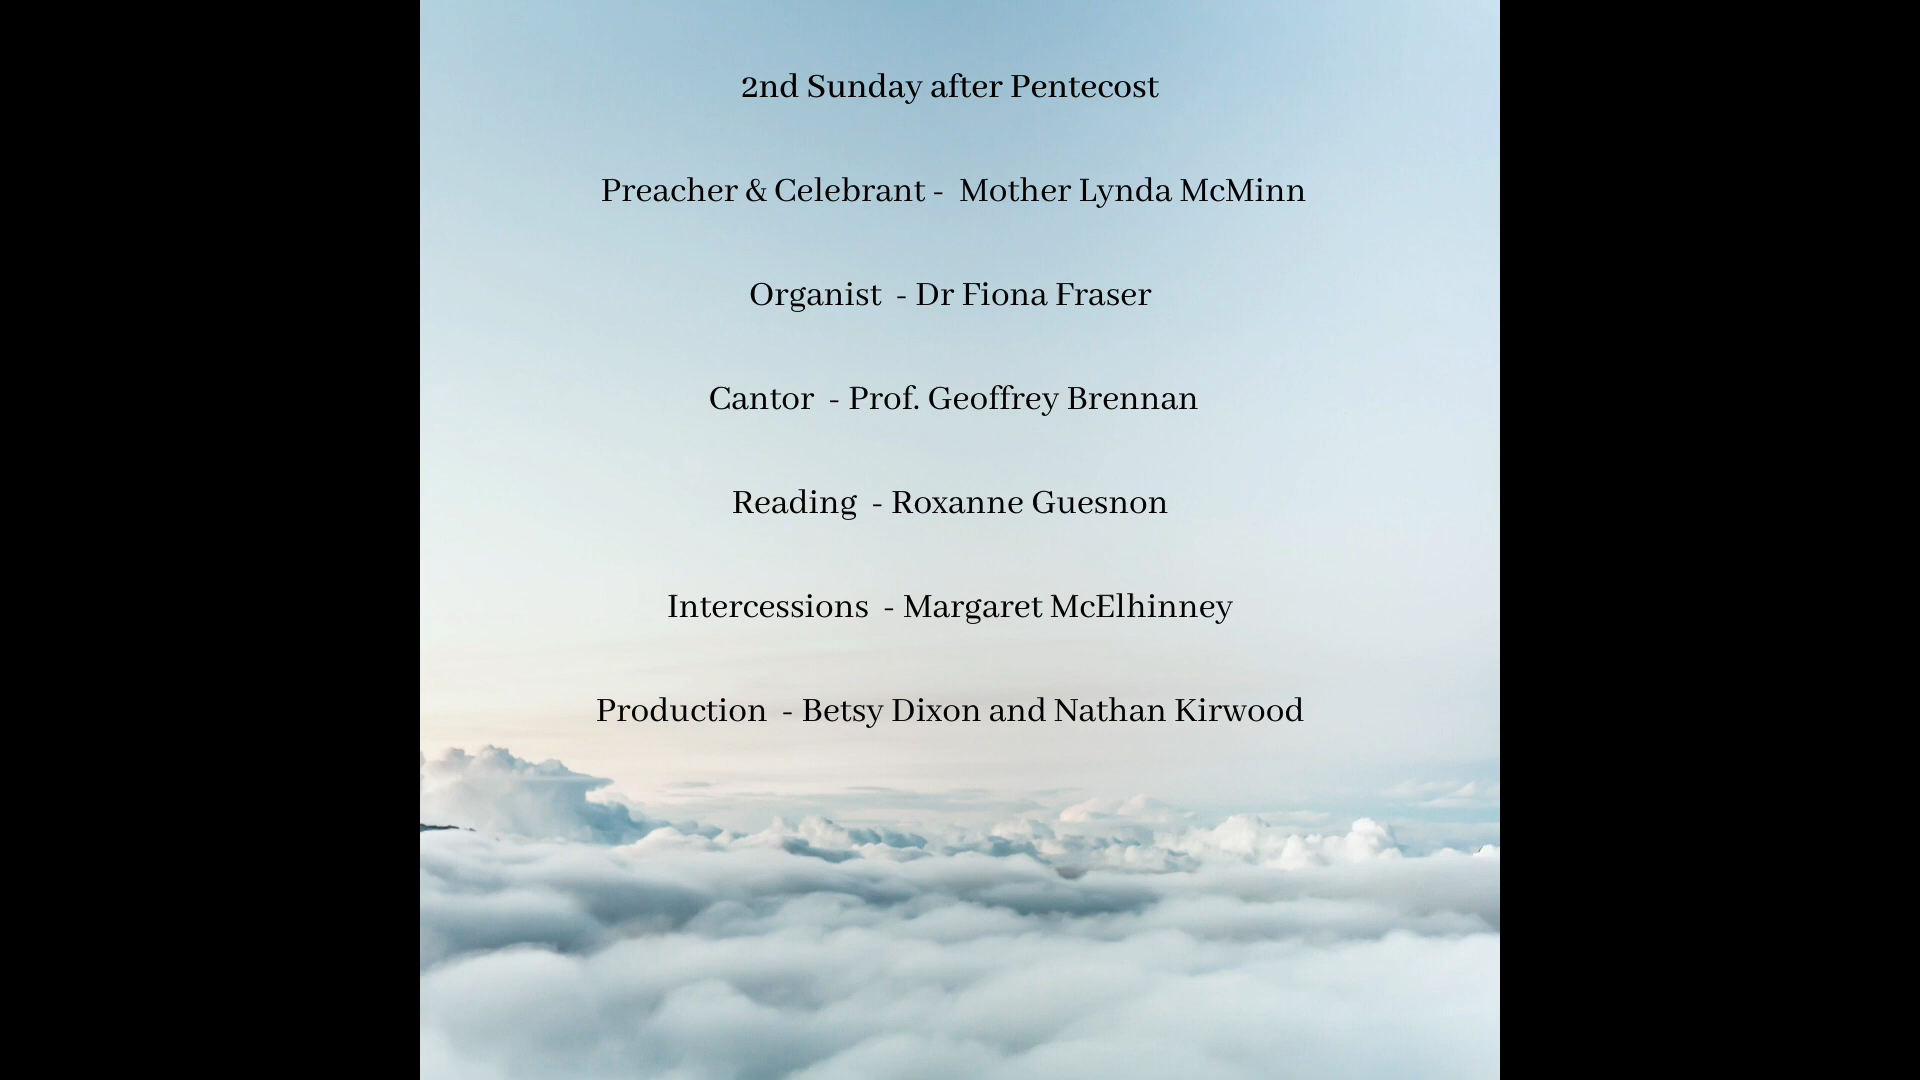 2nd Sunday after Pentecost
Preacher & Celebrant -  Mother Lynda McMinn
Organist  - Dr Fiona Fraser
Cantor  - Prof. Geoffrey Brennan
Reading  - Roxanne Guesnon
Intercessions  - Margaret McElhinney
Production  - Betsy Dixon and Nathan Kirwood